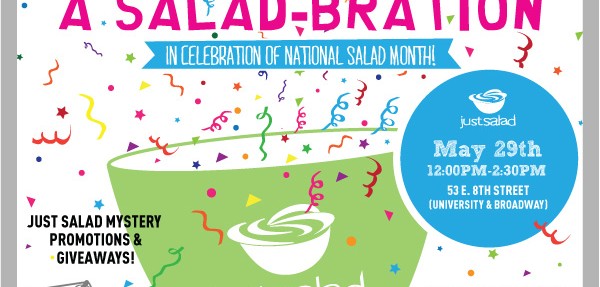 A SALAD-BRATION
IN CELEBRATION OF NATIONAL SALAD MONTH!
just salad
May 29th
12:00PM-2:30PM
53 E. 8TH STREET
(UNIVERSITY & BROADWAY)
JUST SALAD MYSTERY
PROMOTIONS &
GIVEAWAYS!
salad